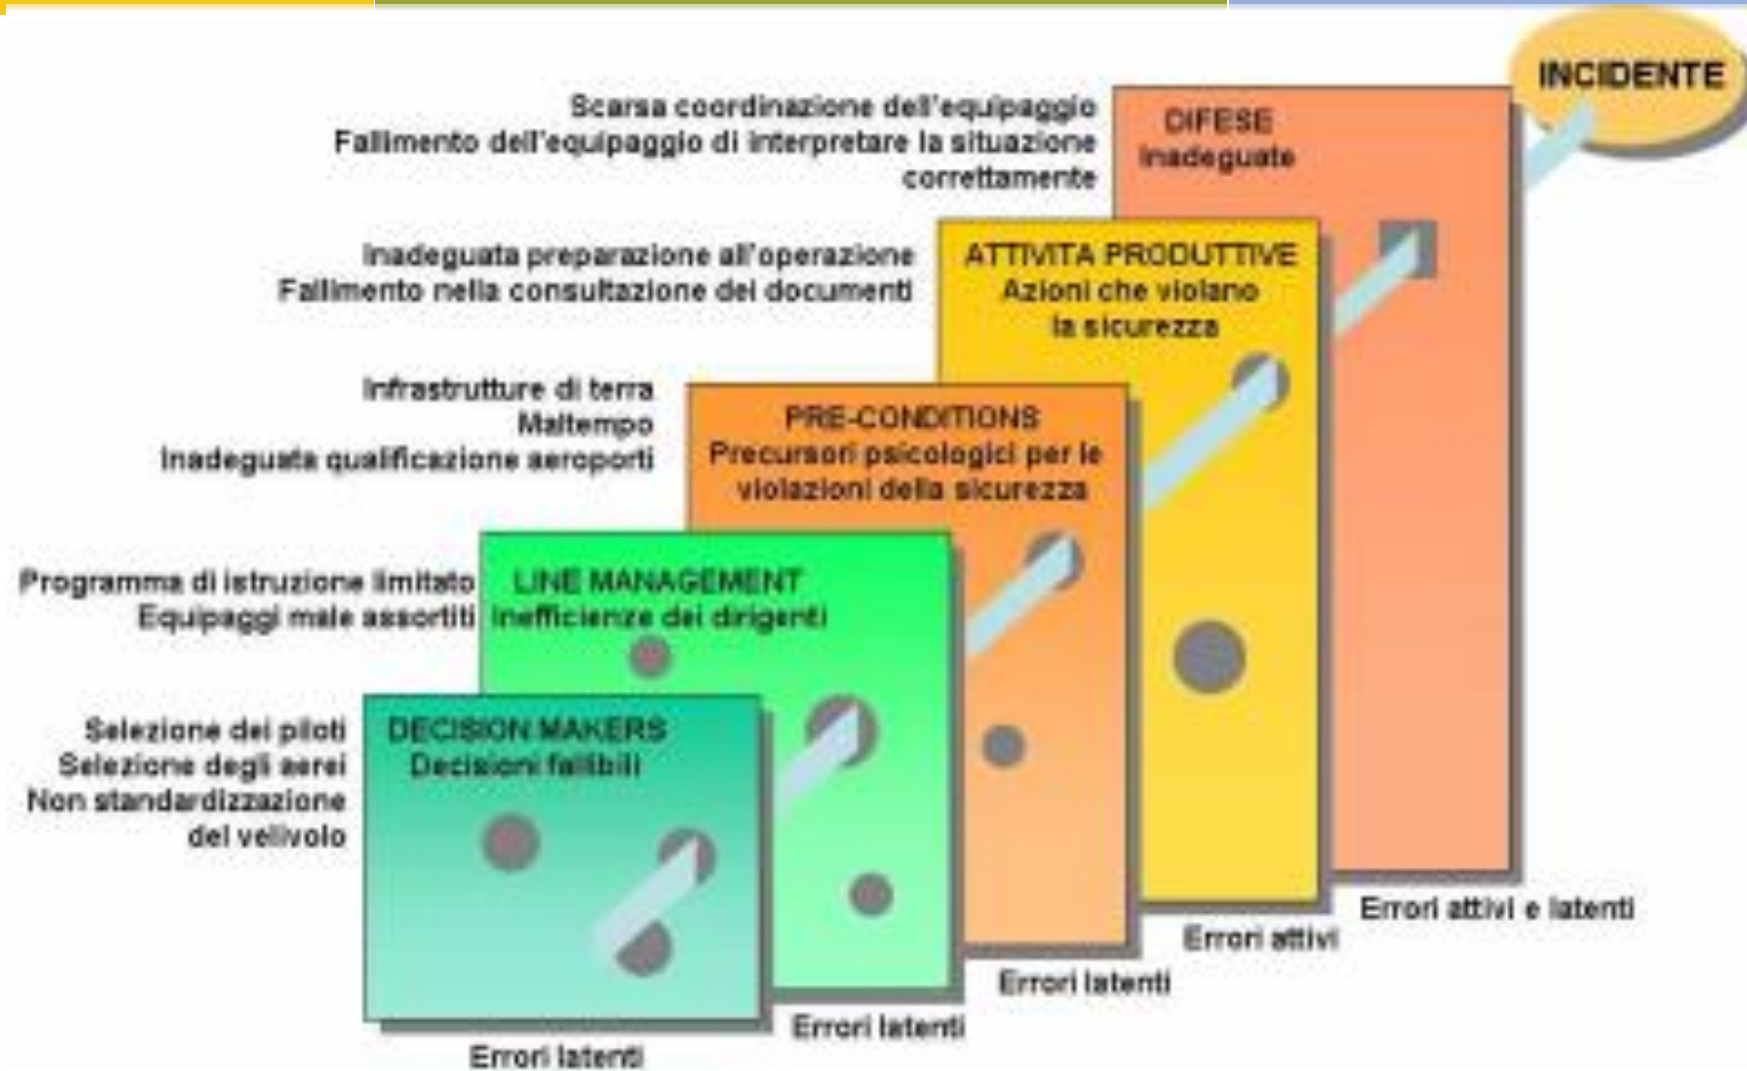 INCIDENTE
Scarsa coordinazione dell'equipaggio
Fallimento dell'equipaggio di interpretare la situazione
correttamente
DIFESE
Inadeguate
Inadeguata preparazione all'operazione
Fallimento nella consultazione dei documenti
ATTIVITA PRODUTTIVE
Azioni che violano
la sicurezza
Infrastrutture di terra
Maltempo
Inadeguata qualificazione aeroporti
PRE-CONDITIONS
Precursori psicologici per le
violazioni della sicurezza
Programma di istruzione limitato
Equipaggi male assortiti
LINE MANAGEMENT
Inefficienze dei dirigenti
Selezione dei piloti
Selezione degli aerei
Non standardizzazione
del velivolo
DECISION MAKERS
Decisioni fallibili
Errori attivi e latenti
Errori attivi
Errori latenti
Errori latenti
Errori latenti